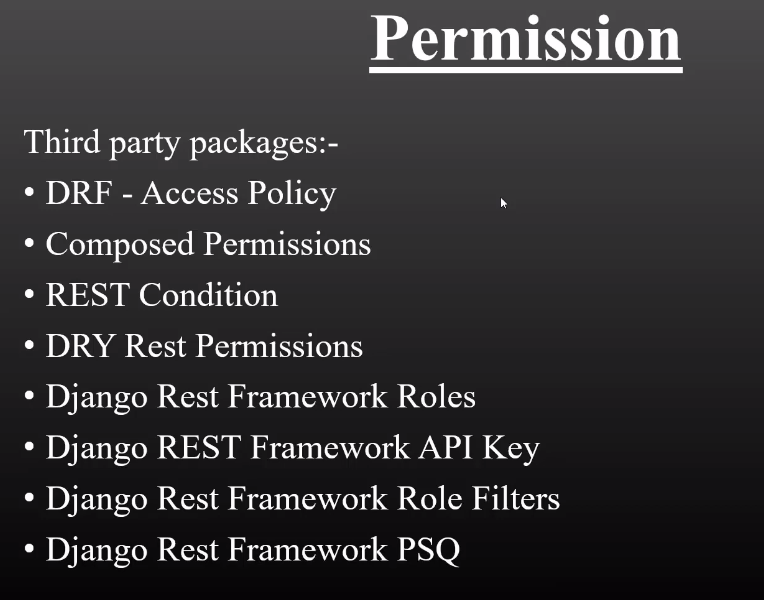 Permission
Third party packages:-
• DRF - Access Policy
• Composed Permissions
• REST Condition
• DRY Rest Permissions
• Django Rest Framework Roles
• Django REST Framework API Key
• Django Rest Framework Role Filters
• Django Rest Framework PSQ